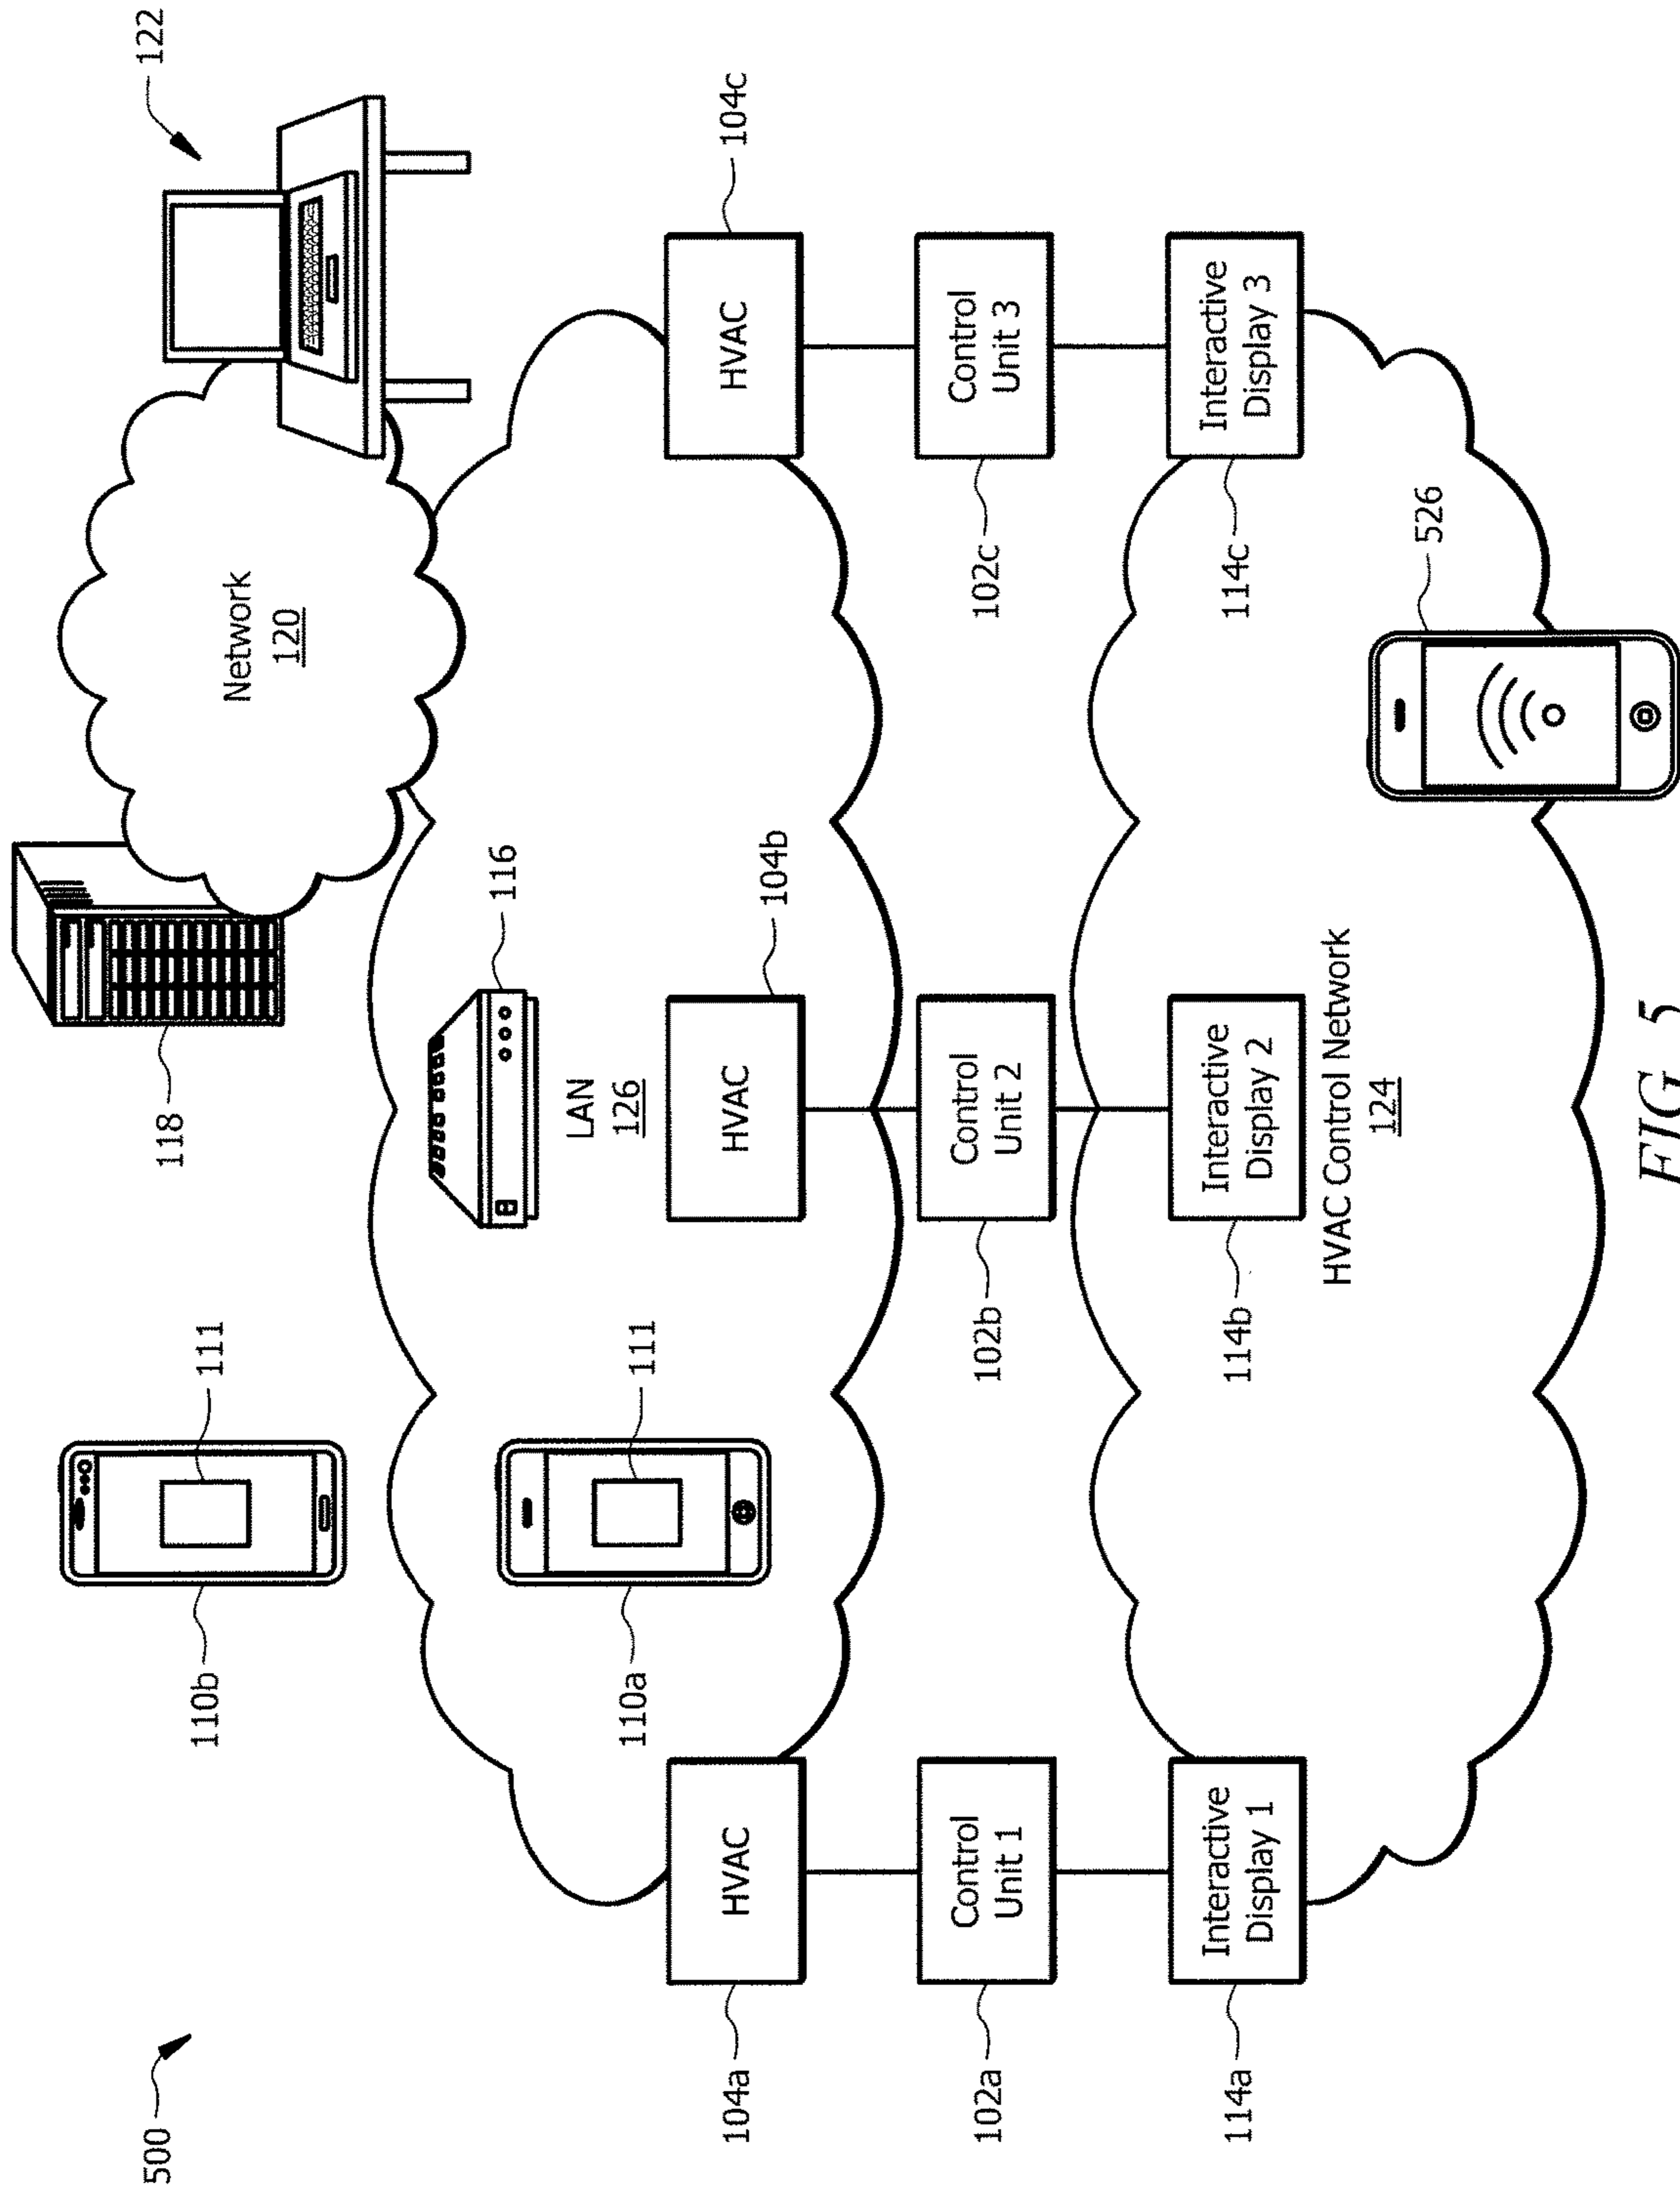 500
110b
111
118
Network
120
122
110a
111
116
LAN
126
104a
HVAC
HVAC
104b
HVAC
104c
102a
Control
Unit 1
102b
Control
Unit 2
102c
Control
Unit 3
114a
Interactive
Display 1
114b
Interactive
Display 2
114c
Interactive
Display 3
HVAC Control Network
124
526
FIG. 5